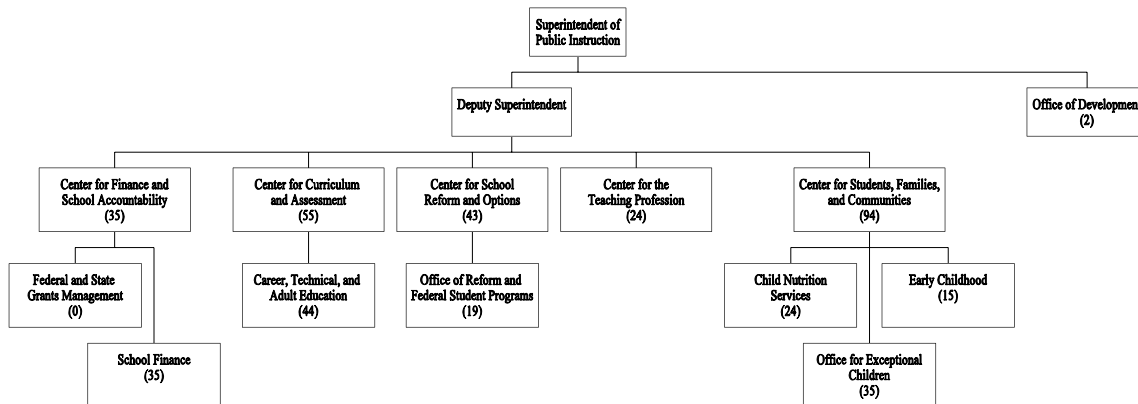 Superintendent of
Public Instruction
Deputy Superintendent
Office of Development
(2)
Center for Finance and
School Accountability
(35)
Center for Curriculum
and Assessment
(55)
Center for School
Reform and Options
(43)
Center for the
Teaching Profession
(24)
Center for Students, Families,
and Communities
(94)
Federal and State
Grants Management
(0)
Career, Technical, and
Adult Education
(44)
Office of Reform and
Federal Student Programs
(19)
Child Nutrition
Services
(24)
Early Childhood
(15)
School Finance
(35)
Office for Exceptional
Children
(35)